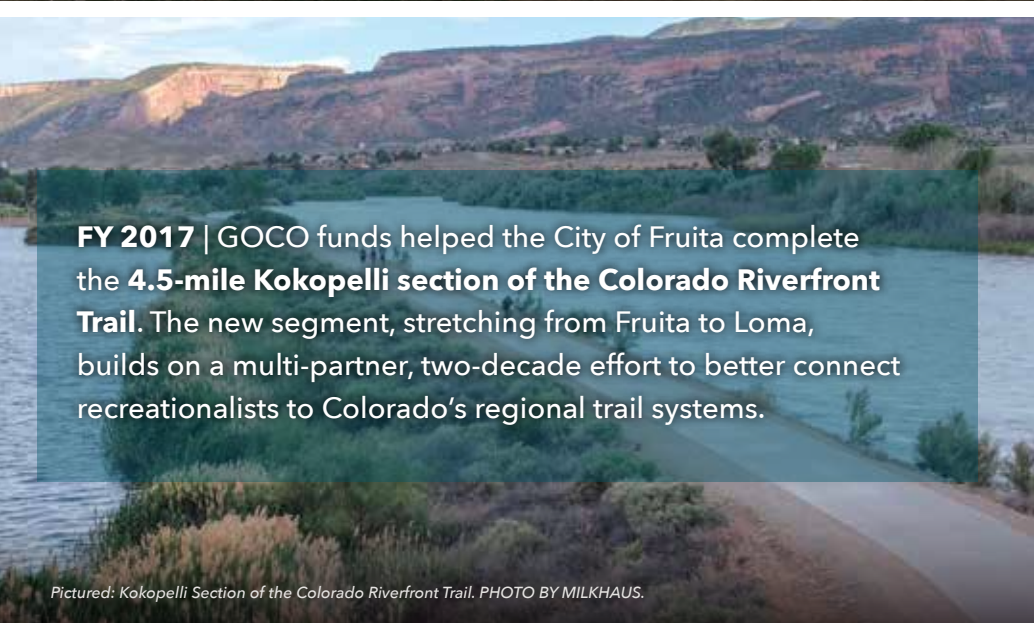 FY 2017 | GOCO funds helped the City of Fruita complete
the 4.5-mile Kokopelli section of the Colorado Riverfront
Trail. The new segment, stretching from Fruita to Loma,
builds on a multi-partner, two-decade effort to better connect
recreationalists to Colorado’s regional trail systems.
Pictured: Kokopelli Section of the Colorado Riverfront Trail. PHOTO BY MILKHAUS.